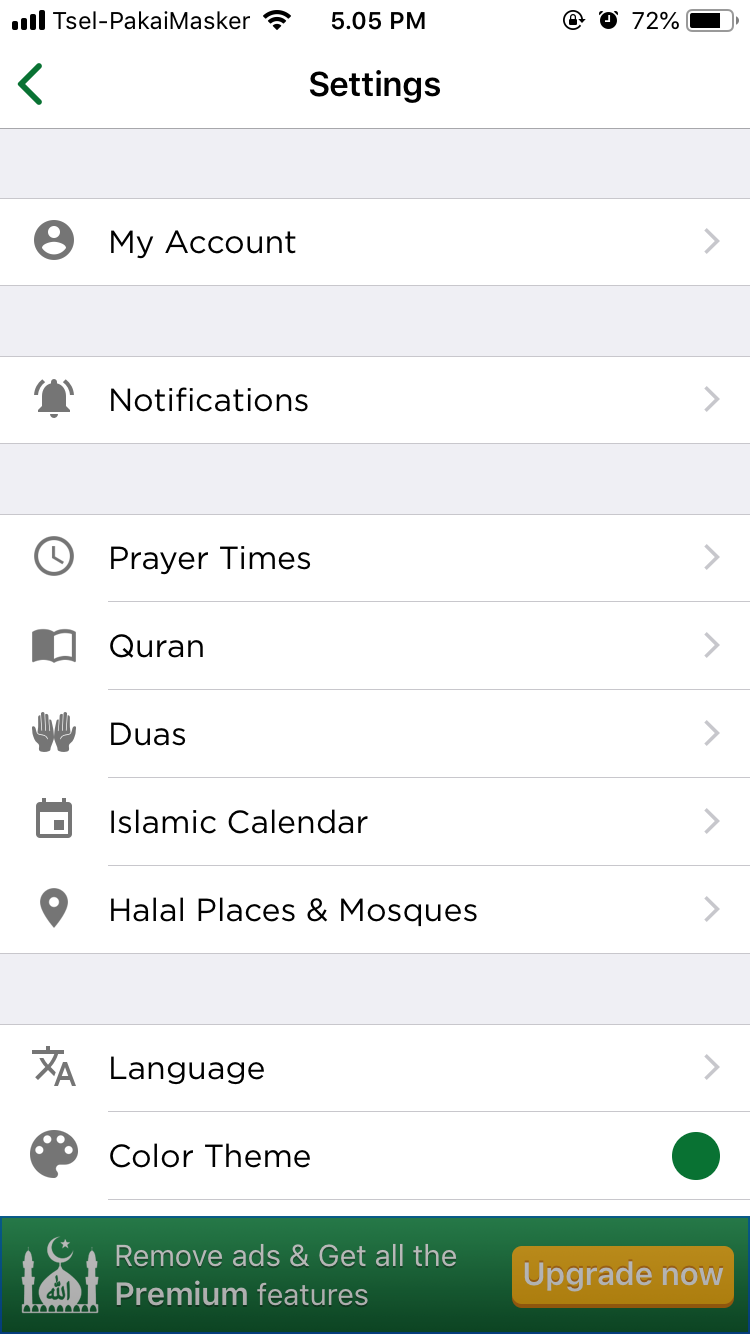 Tsel-PakaiMasker 5.05 PM 72%
Settings
My Account
Notifications
Prayer Times
Quran
Duas
Islamic Calendar
Halal Places & Mosques
Language
Color Theme
الله
Remove ads & Get all the
Premium features
Upgrade now